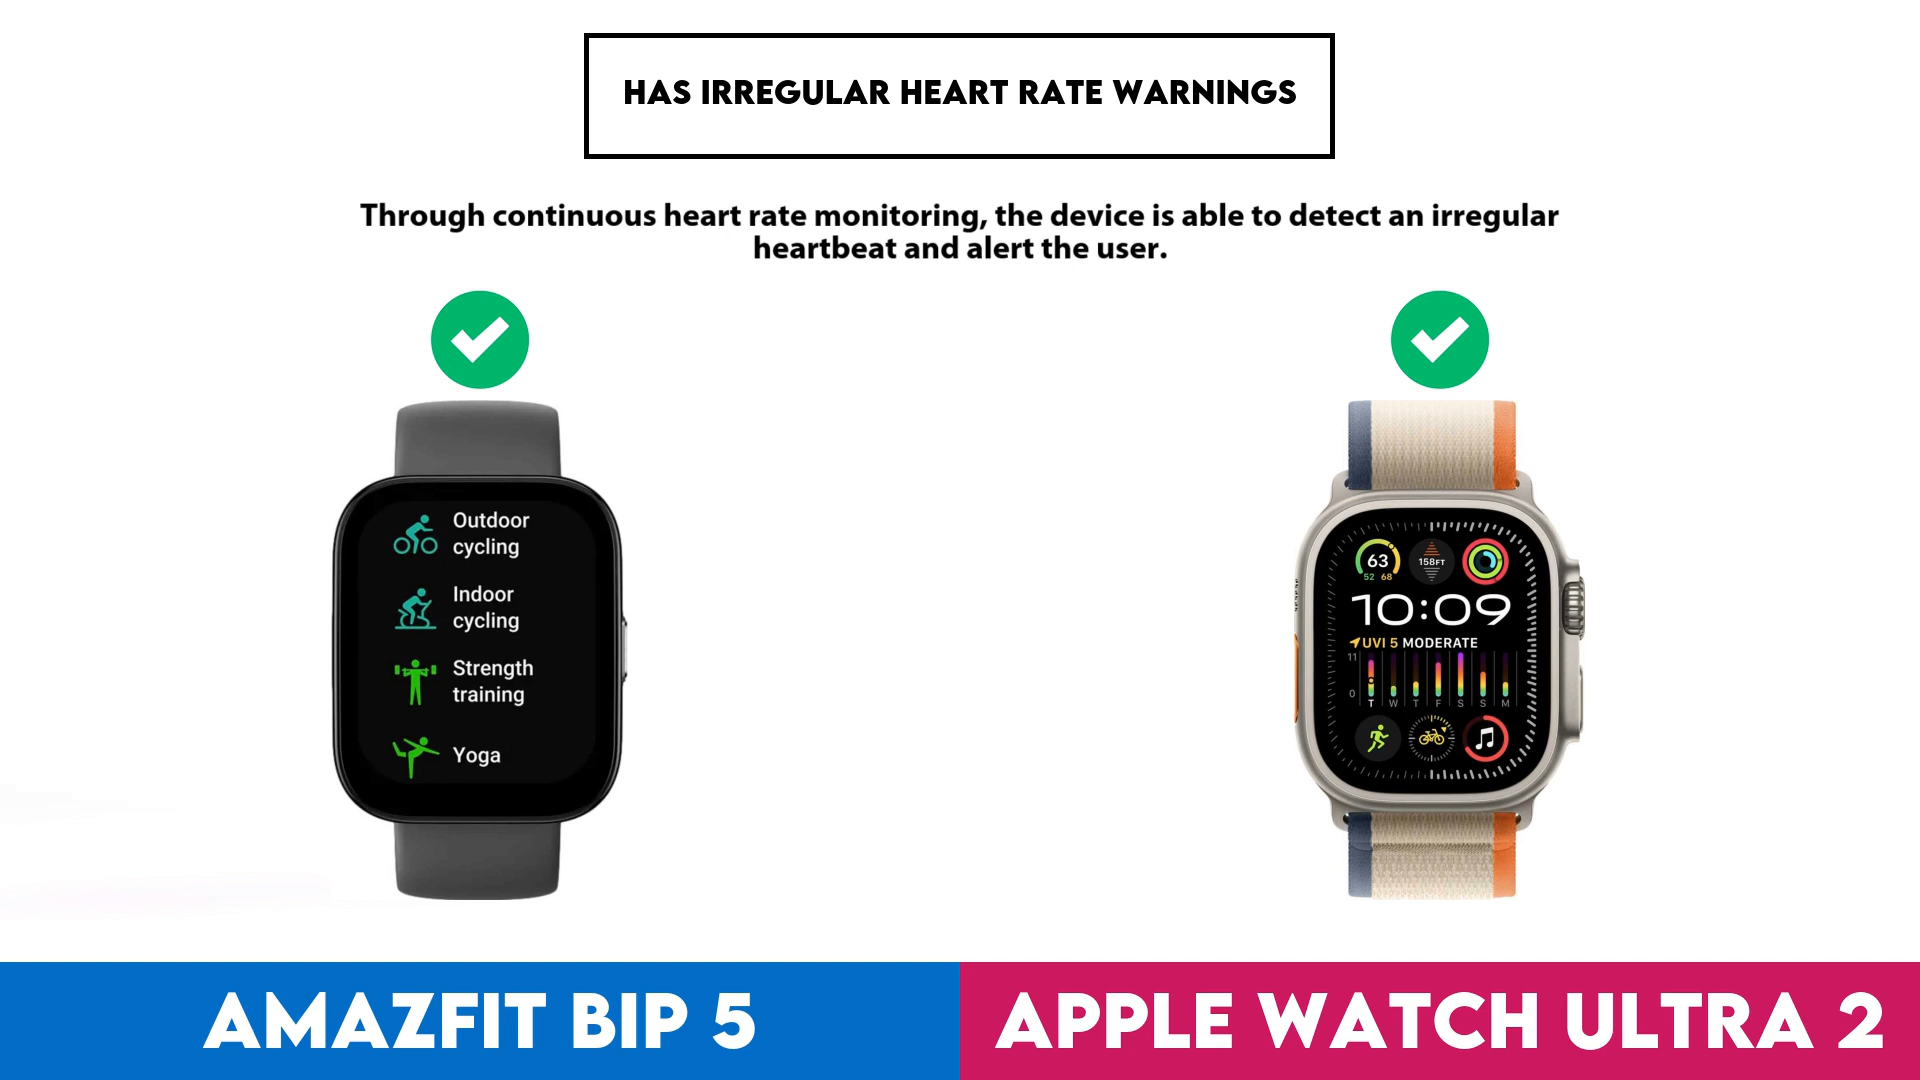 HAS IRREGULAR HEART RATE WARNINGS
Through continuous heart rate monitoring, the device is able to detect an irregular
heartbeat and alert the user.
Outdoor
cycling
Indoor
cycling
Strength
training
Yoga
63
52 68
158FT
10:09
UVI 5 MODERATE
11
0
T W T F S S M
AMAZFIT BIP 5
APPLE WATCH ULTRA 2